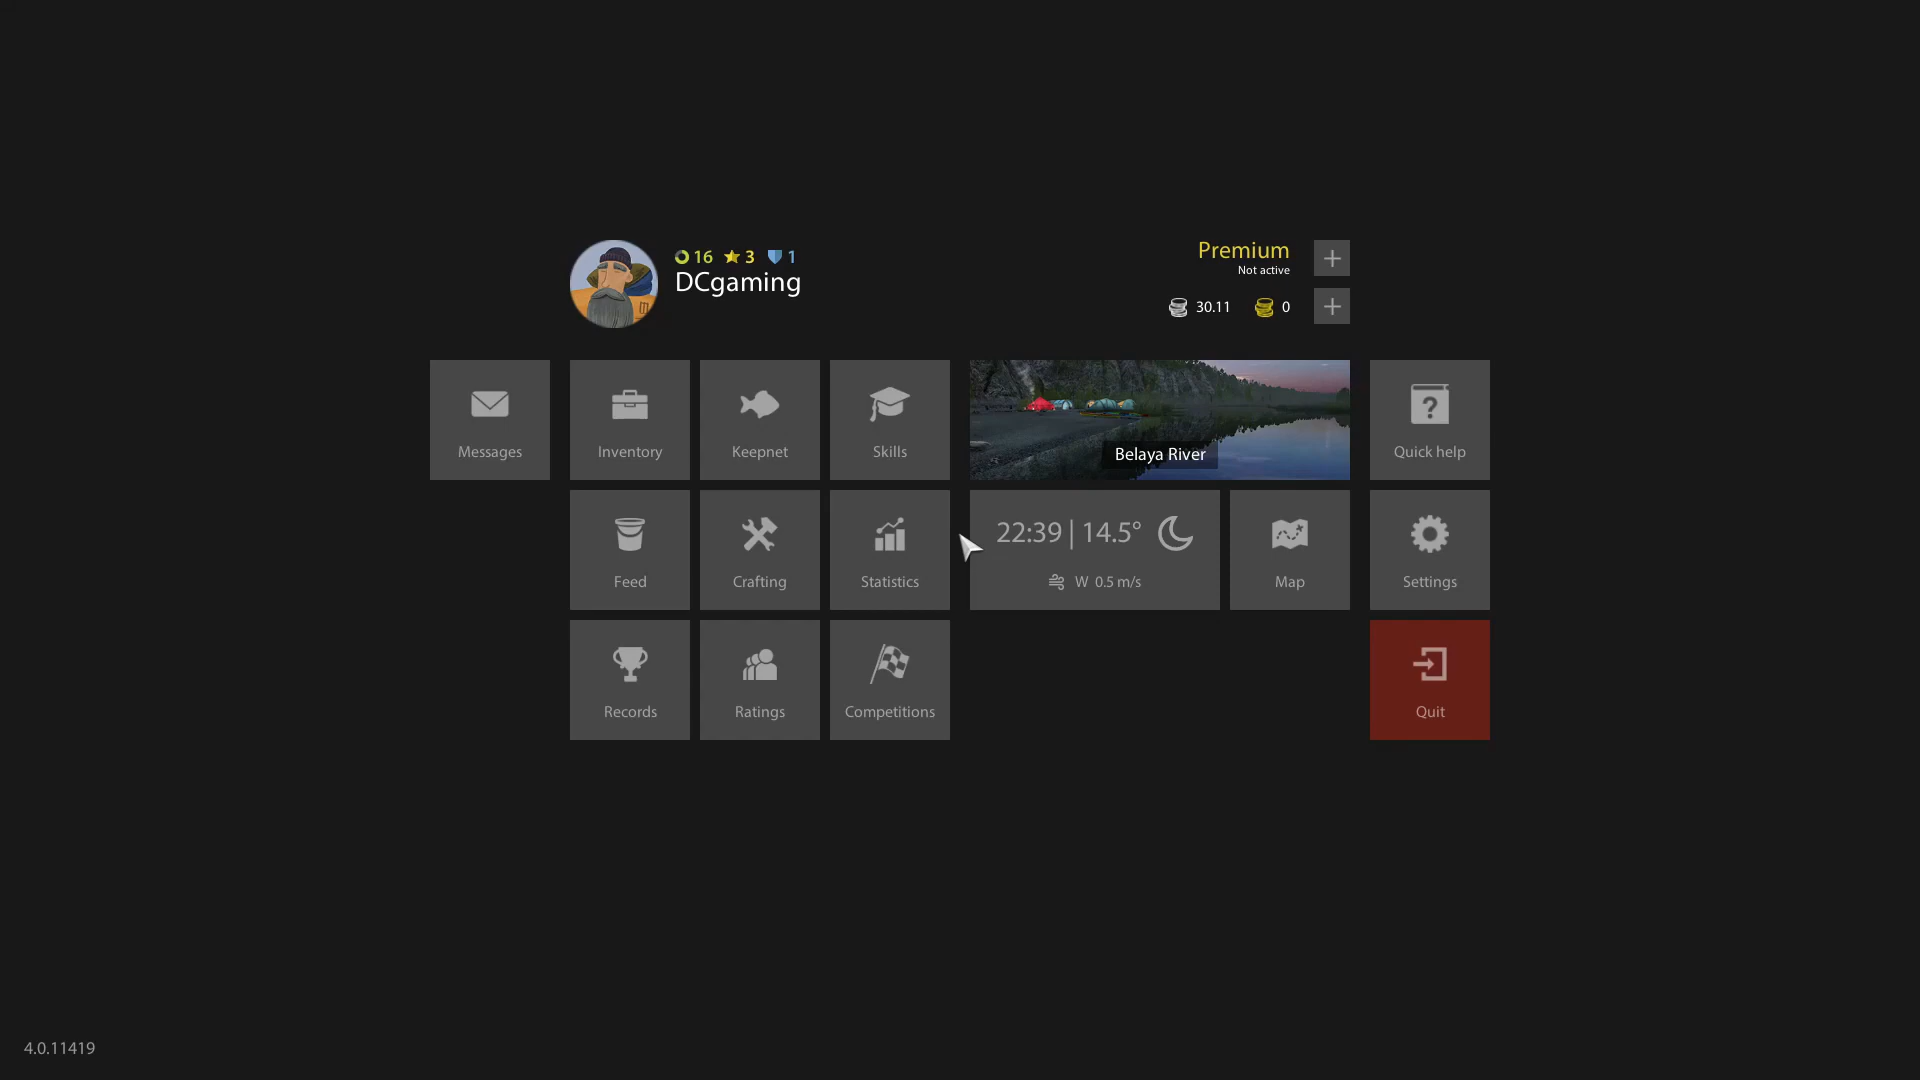 16 3 1
DCgaming
Premium
Not active
30.11 0
Messages
Inventory
Keepnet
Skills
Belaya River
Quick help
Feed
Crafting
Statistics
22:39 | 14.5°
W 0.5 m/s
Map
Settings
Records
Ratings
Competitions
Quit
4.0.11419